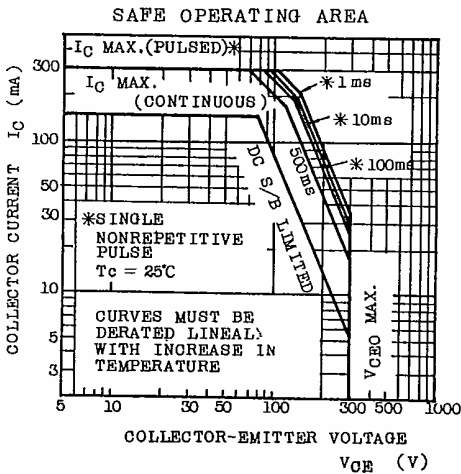 SAFE OPERATING AREA
IC MAX.(PULSED)*
300
IC MAX.
(CONTINUOUS)
*1ms
*10ms
*100ms
500ms
DC S/B LIMITED
100
50
30
10
5
3
COLLECTOR CURRENT IC (mA)
*SINGLE
NONREPETITIVE
PULSE
Tc = 25℃
CURVES MUST BE
DERATED LINEALY
WITH INCREASE IN
TEMPERATURE
VCEO MAX.
5 10 30 50 100 300 500 1000
COLLECTOR-EMITTER VOLTAGE
VCE (V)